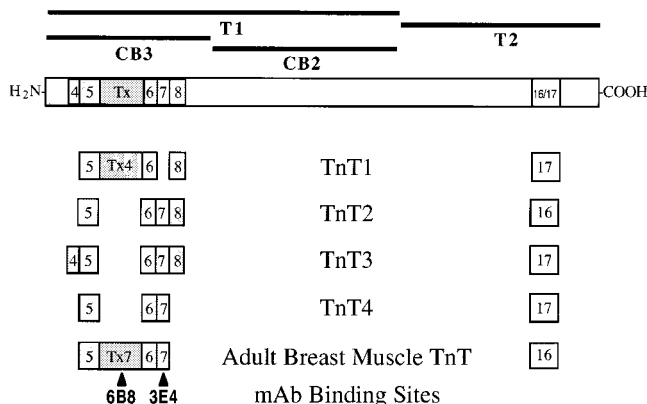 T1
T2
CB3
CB2
H₂N- 4 5 Tx 6 7 8 16/17 -COOH
5 Tx4 6 8 TnT1 17
5 6 7 8 TnT2 16
4 5 6 7 8 TnT3 17
5 6 7 TnT4 17
5 Tx7 6 7 Adult Breast Muscle TnT 16
6B8 3E4 mAb Binding Sites